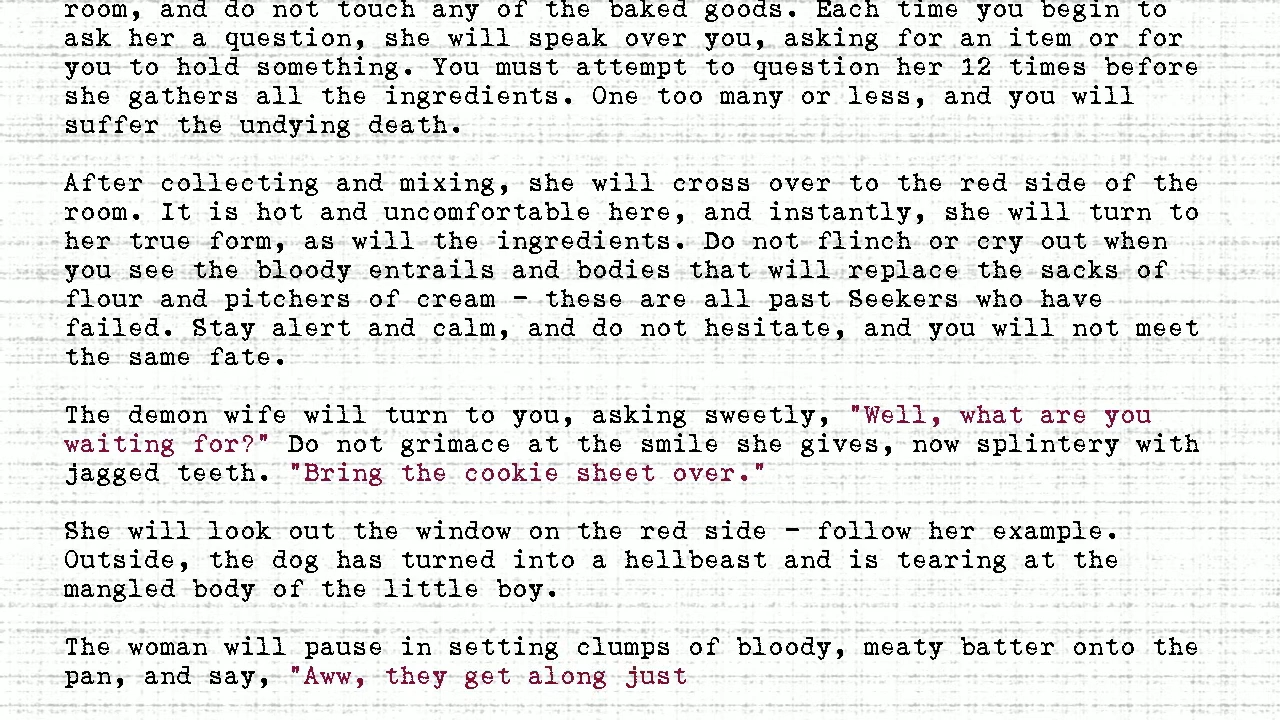 room, and do not touch any of the baked goods. Each time you begin to
ask her a question, she will speak over you, asking for an item or for
you to hold something. You must attempt to question her 12 times before
she gathers all the ingredients. One too many or less, and you will
suffer the undying death.
After collecting and mixing, she will cross over to the red side of the
room. It is hot and uncomfortable here, and instantly, she will turn to
her true form, as will the ingredients. Do not flinch or cry out when
you see the bloody entrails and bodies that will replace the sacks of
flour and pitchers of cream - these are all past Seekers who have
failed. Stay alert and calm, and do not hesitate, and you will not meet
the same fate.
The demon wife will turn to you, asking sweetly, "Well, what are you
waiting for?" Do not grimace at the smile she gives, now splintery with
jagged teeth. "Bring the cookie sheet over."
She will look out the window on the red side - follow her example.
Outside, the dog has turned into a hellbeast and is tearing at the
mangled body of the little boy.
The woman will pause in setting clumps of bloody, meaty batter onto the
pan, and say, "Aww, they get along just